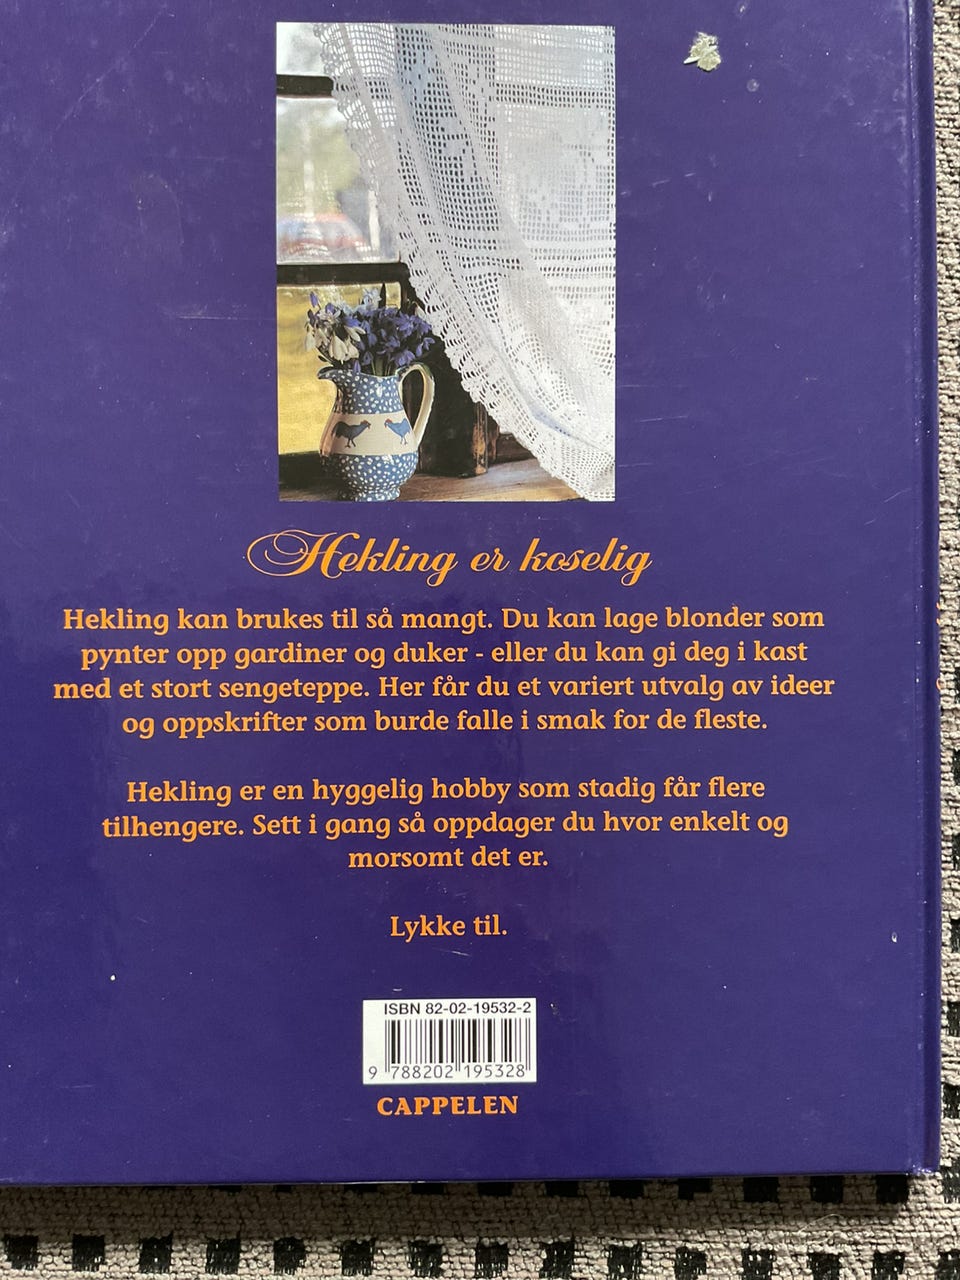 Hekling er koselig
Hekling kan brukes til så mangt. Du kan lage blonder som
pynter opp gardiner og duker - eller du kan gi deg i kast
med et stort sengeteppe. Her får du et variert utvalg av ideer
og oppskrifter som burde falle i smak for de fleste.
Hekling er en hyggelig hobby som stadig får flere
tilhengere. Sett i gang så oppdager du hvor enkelt og
morsomt det er.
Lykke til.
ISBN 82-02-19532-2
9 788202 195328
CAPPELEN